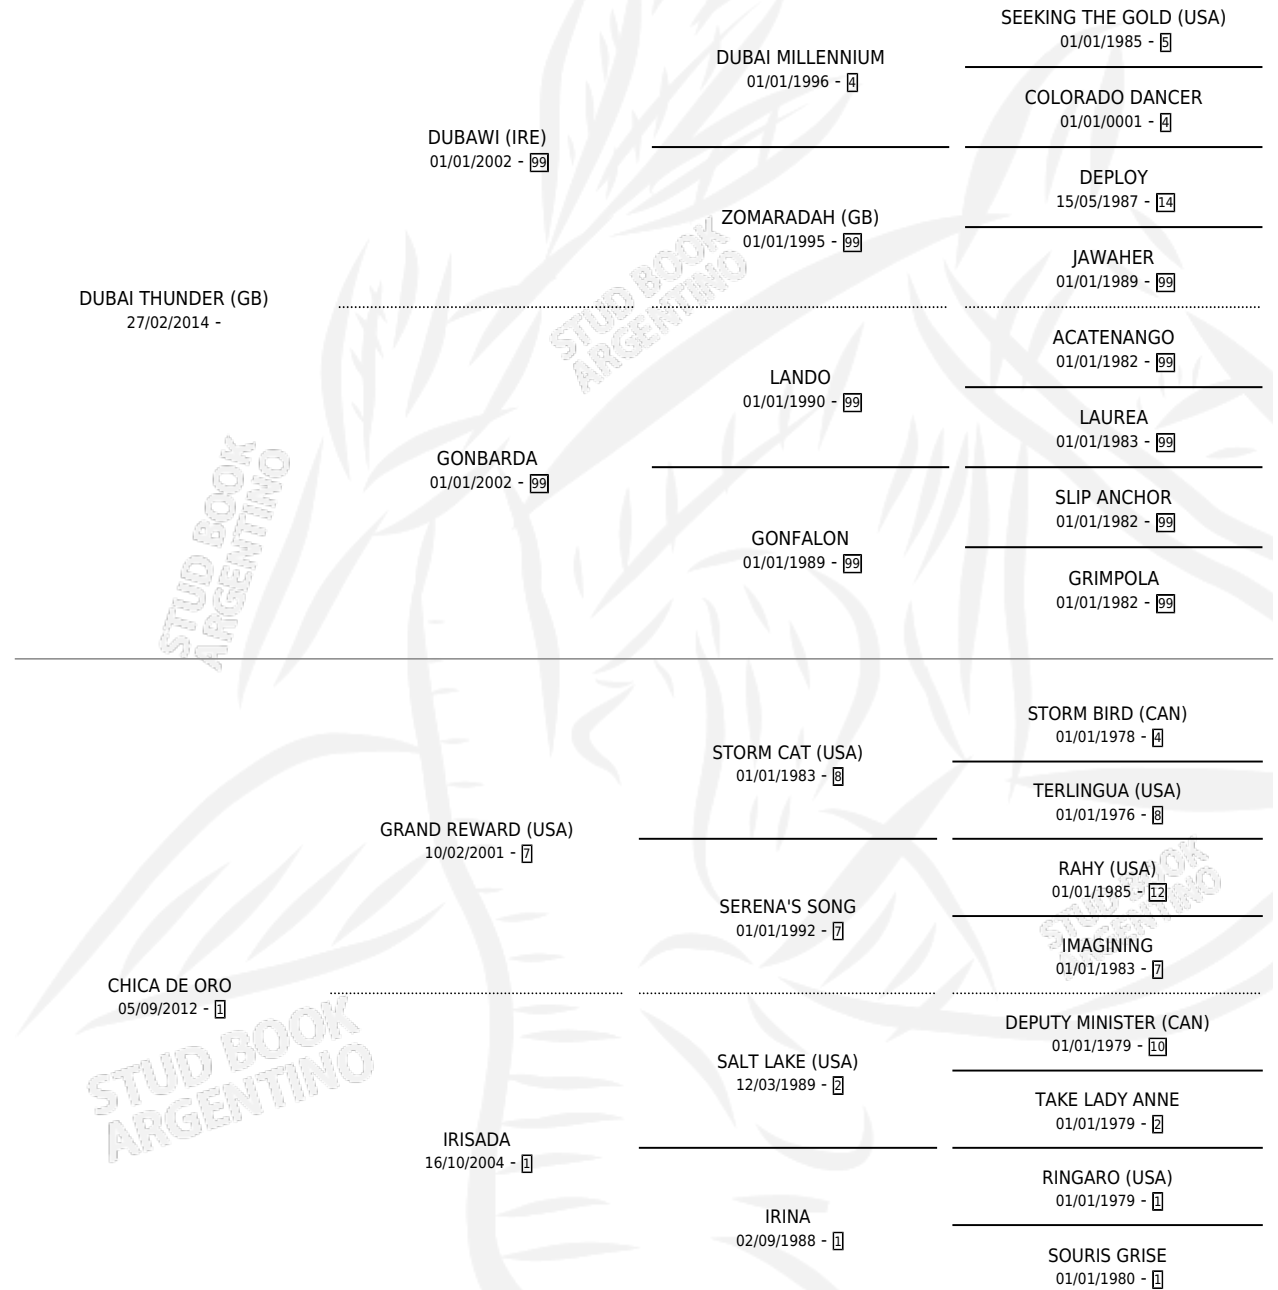 SEEKING THE GOLD (USA)
01/01/1985 - 5
DUBAI MILLENNIUM
01/01/1996 - 4
COLORADO DANCER
01/01/0001 - 4
DUBAWI (IRE)
01/01/2002 - 99
DEPLOY
15/05/1987 - 14
ZOMARADAH (GB)
01/01/1995 - 99
JAWAHER
01/01/1989 - 99
DUBAI THUNDER (GB)
27/02/2014 -
STUD BOOK
ARGENTINO
ACATENANGO
01/01/1982 - 99
LANDO
01/01/1990 - 99
LAUREA
01/01/1983 - 99
GONBARDA
01/01/2002 - 99
SLIP ANCHOR
01/01/1982 - 99
GONFALON
01/01/1989 - 99
GRIMPOLA
01/01/1982 - 99
STUD BOOK
ARGENTINO
STORM BIRD (CAN)
01/01/1978 - 4
STORM CAT (USA)
01/01/1983 - 8
TERLINGUA (USA)
01/01/1976 - 8
GRAND REWARD (USA)
10/02/2001 - 7
RAHY (USA)
01/01/1985 - 12
SERENA'S SONG
01/01/1992 - 7
IMAGINING
01/01/1983 - 7
STUD BOOK
ARGENTINO
CHICA DE ORO
05/09/2012 - 1
DEPUTY MINISTER (CAN)
01/01/1979 - 10
SALT LAKE (USA)
12/03/1989 - 2
TAKE LADY ANNE
01/01/1979 - 2
STUD BOOK
ARGENTINO
IRISADA
16/10/2004 - 1
RINGARO (USA)
01/01/1979 - 1
IRINA
02/09/1988 - 1
SOURIS GRISE
01/01/1980 - 1